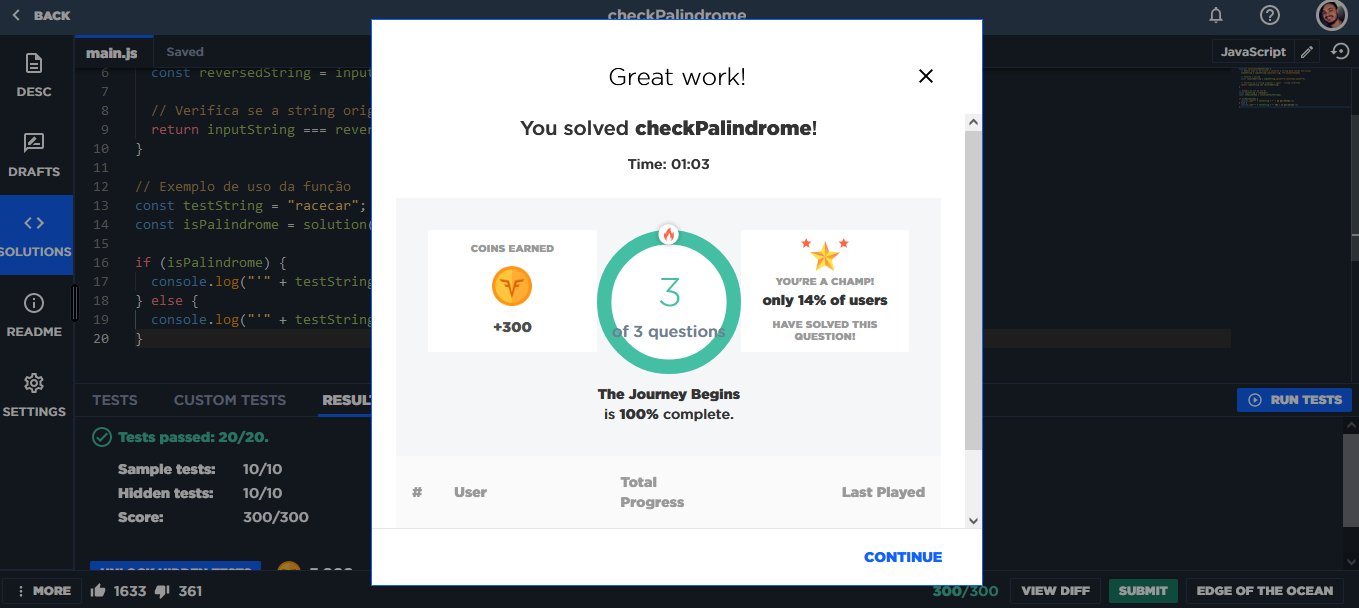 BACK
checkPalindrome
main.js
Saved
JavaScript
DESC
DRAFTS
SOLUTIONS
README
SETTINGS
6 const reversedString = input
7
8 // Verifica se a string orig
9 return inputString === rever
10 }
11
12 // Exemplo de uso da função
13 const testString = "racecar";
14 const isPalindrome = solution(
15
16 if (isPalindrome) {
17 console.log("'" + testString
18 } else {
19 console.log("'" + testString
20 }
Great work!
You solved checkPalindrome!
Time: 01:03
COINS EARNED
+300
3
of 3 questions
YOU'RE A CHAMP!
only 14% of users
HAVE SOLVED THIS
QUESTION!
The Journey Begins
is 100% complete.
# User Total Progress Last Played
CONTINUE
TESTS
CUSTOM TESTS
RESUL
RUN TESTS
Tests passed: 20/20.
Sample tests: 10/10
Hidden tests: 10/10
Score: 300/300
MORE
1633
361
300/300
VIEW DIFF
SUBMIT
EDGE OF THE OCEAN